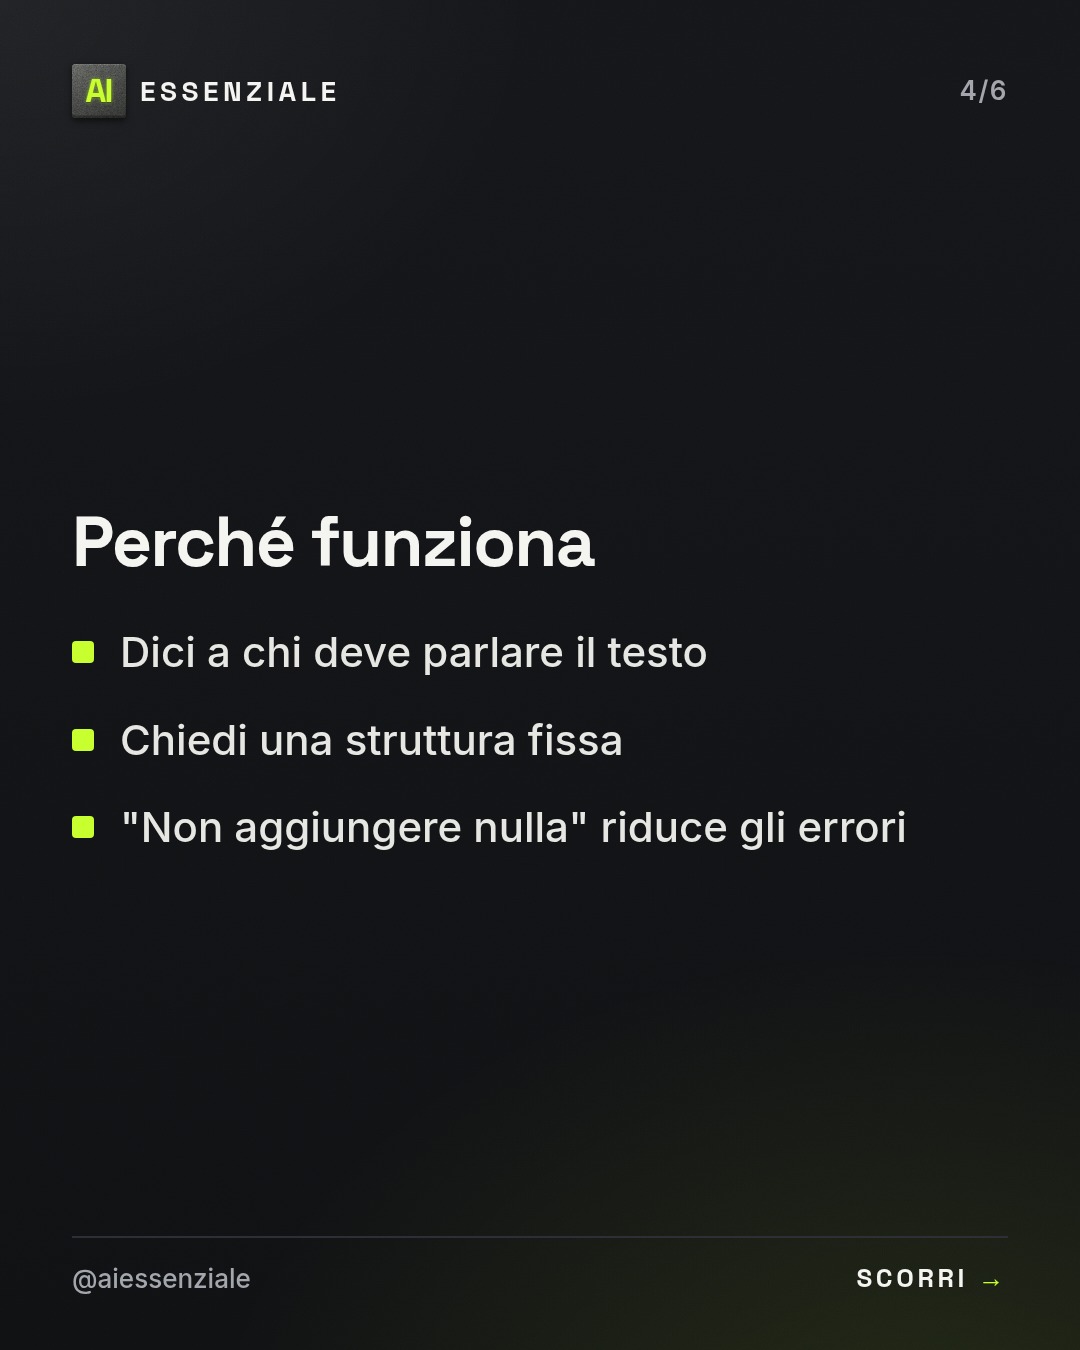 AI ESSENZIALE
4/6
Perché funziona
Dici a chi deve parlare il testo
Chiedi una struttura fissa
"Non aggiungere nulla" riduce gli errori
@aiessenziale
SCORRI →